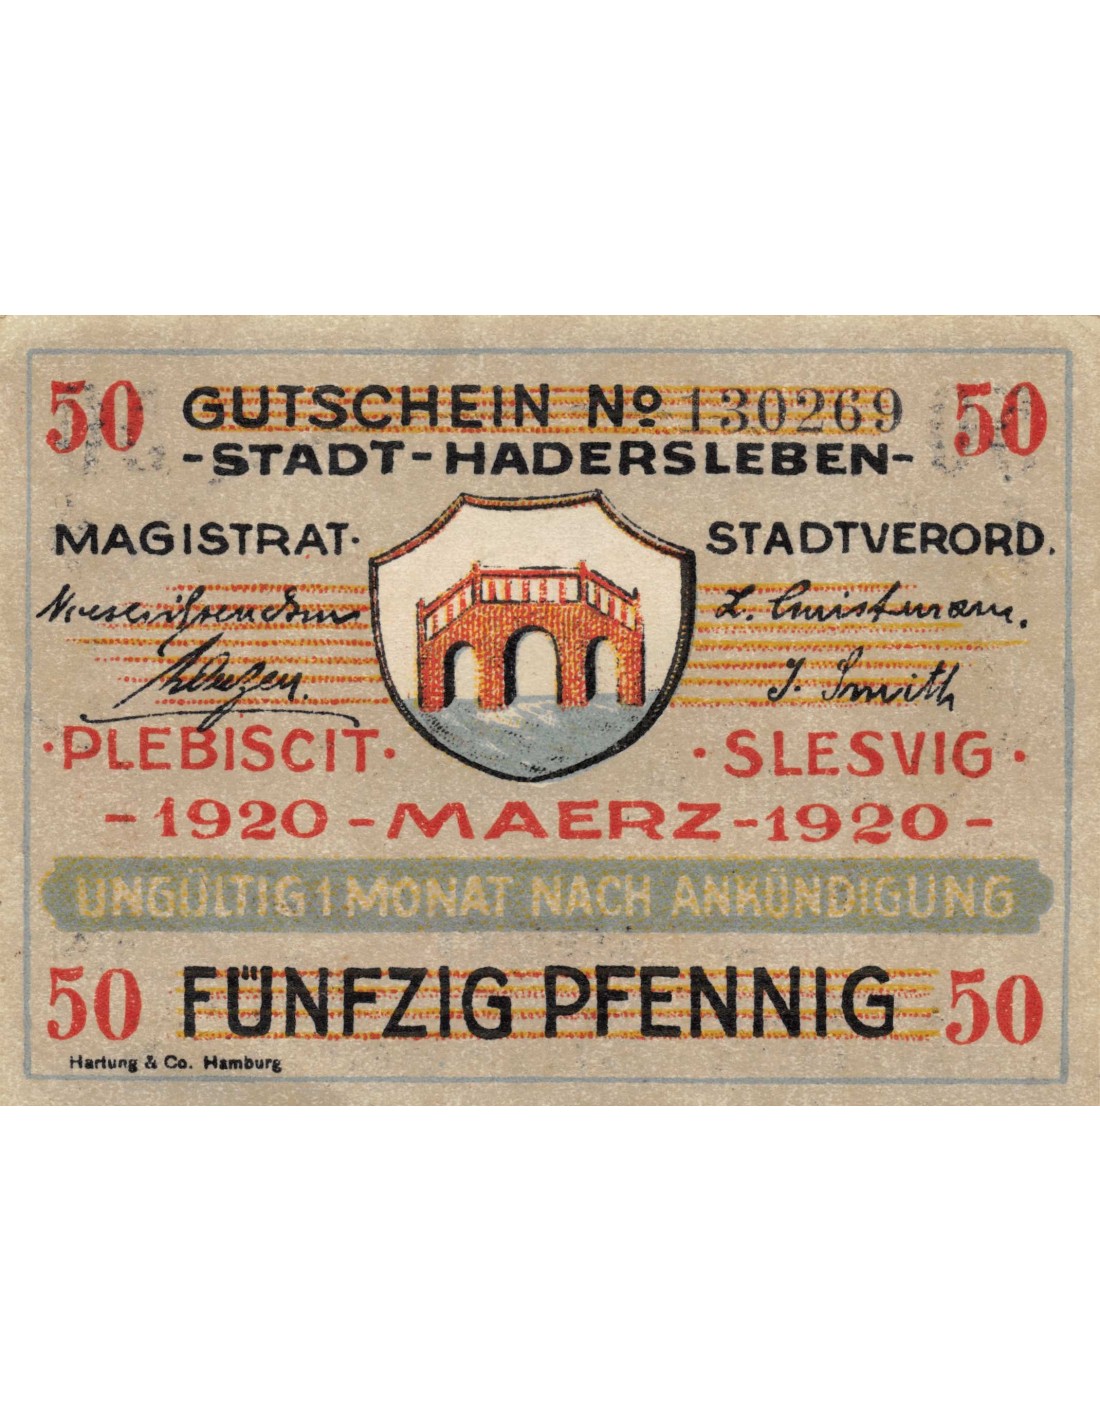 50 GUTSCHEIN No 130269 50
-STADT-HADERSLEBEN-
MAGISTRAT· STADTVERORD.
J. Smith
·PLEBISCIT· ·SLESVIG·
-1920-MAERZ-1920-
UNGÜLTIG 1 MONAT NACH ANKÜNDIGUNG
50 FÜNFZIG PFENNIG 50
Hartung & Co. Hamburg